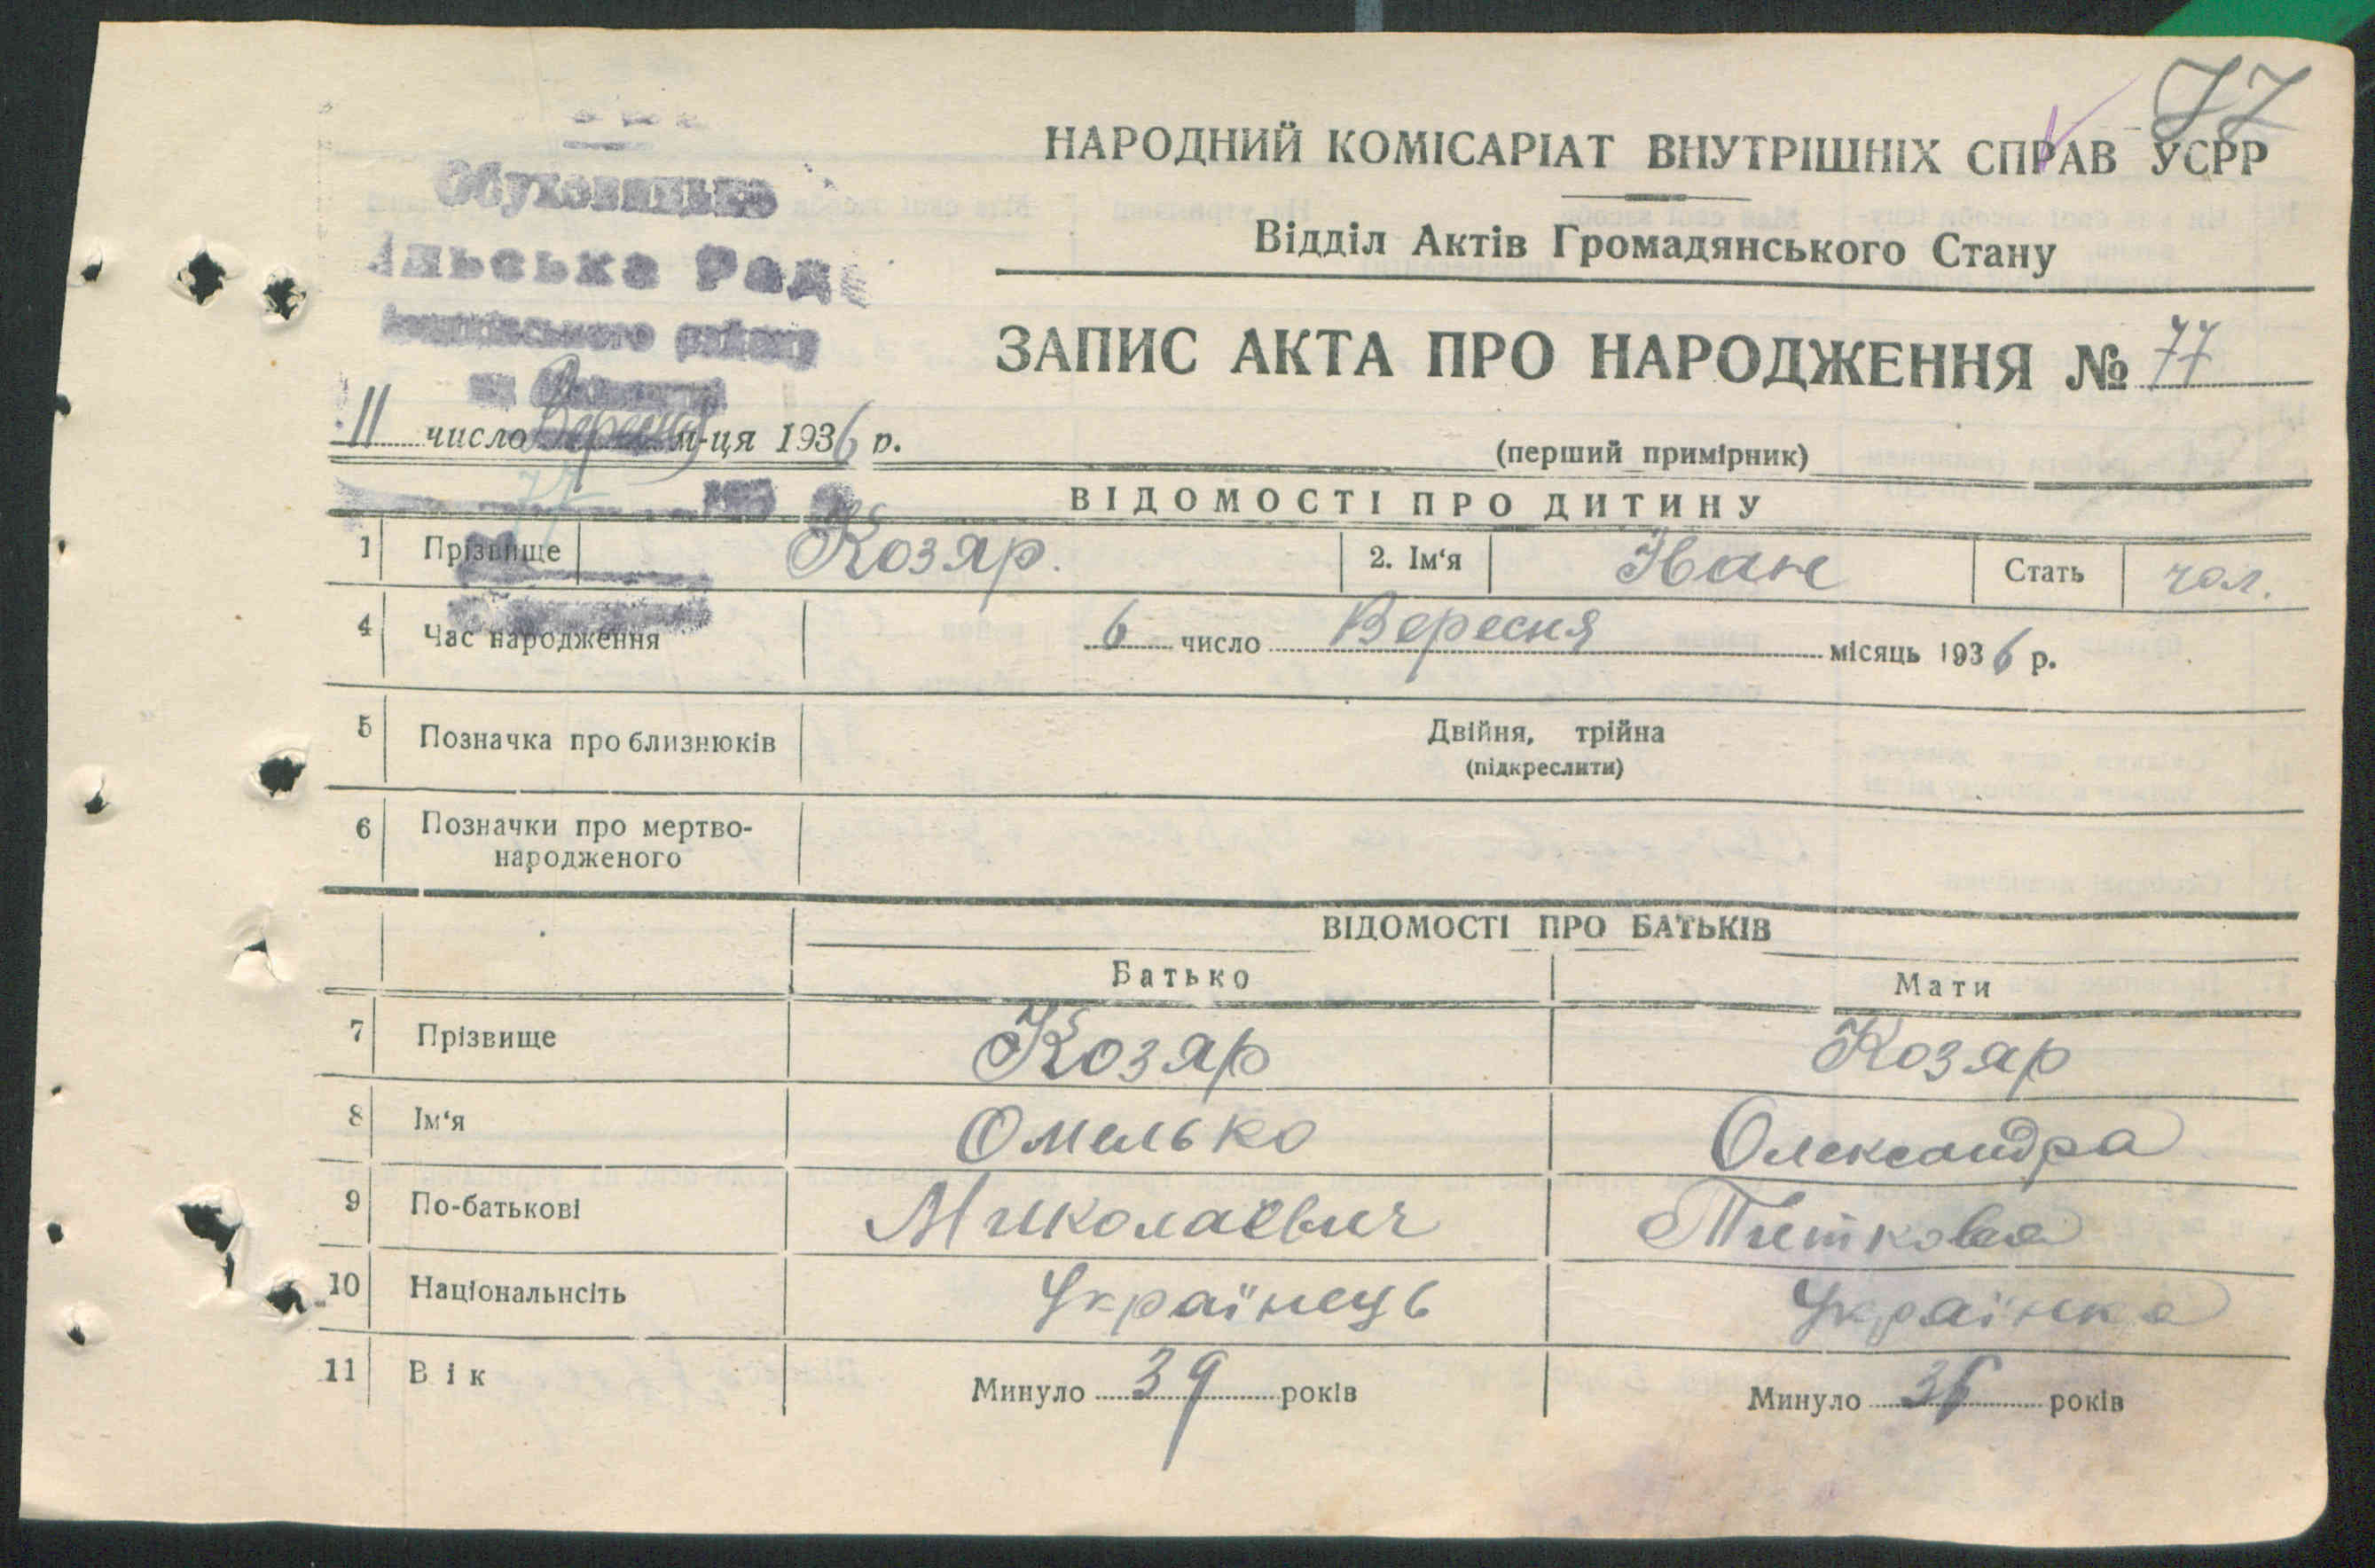 77
НАРОДНИЙ КОМІСАРІАТ ВНУТРІШНІХ СПРАВ УСРР
Відділ Актів Громадянського Стану
ЗАПИС АКТА ПРО НАРОДЖЕННЯ № 77
Рада
району
11 число Вересня м-ця 1936 р.
(перший примірник)
77
ВІДОМОСТІ ПРО ДИТИНУ
1 Прізвище Козяр. 2. Ім‘я Іван Стать чол.
4 Час народження 6 число Вересня місяць 1936 р.
5 Позначка про близнюків Двійня, трійна
(підкреслити)
6 Позначки про мертво-
народженого
ВІДОМОСТІ ПРО БАТЬКІВ
Батько Мати
7 Прізвище Козяр Козяр
8 Ім‘я Омелько Олександра
9 По-батькові Миколаєвич
10 Національнсіть Українець Українка
11 Вік Минуло 39 років Минуло 36 років